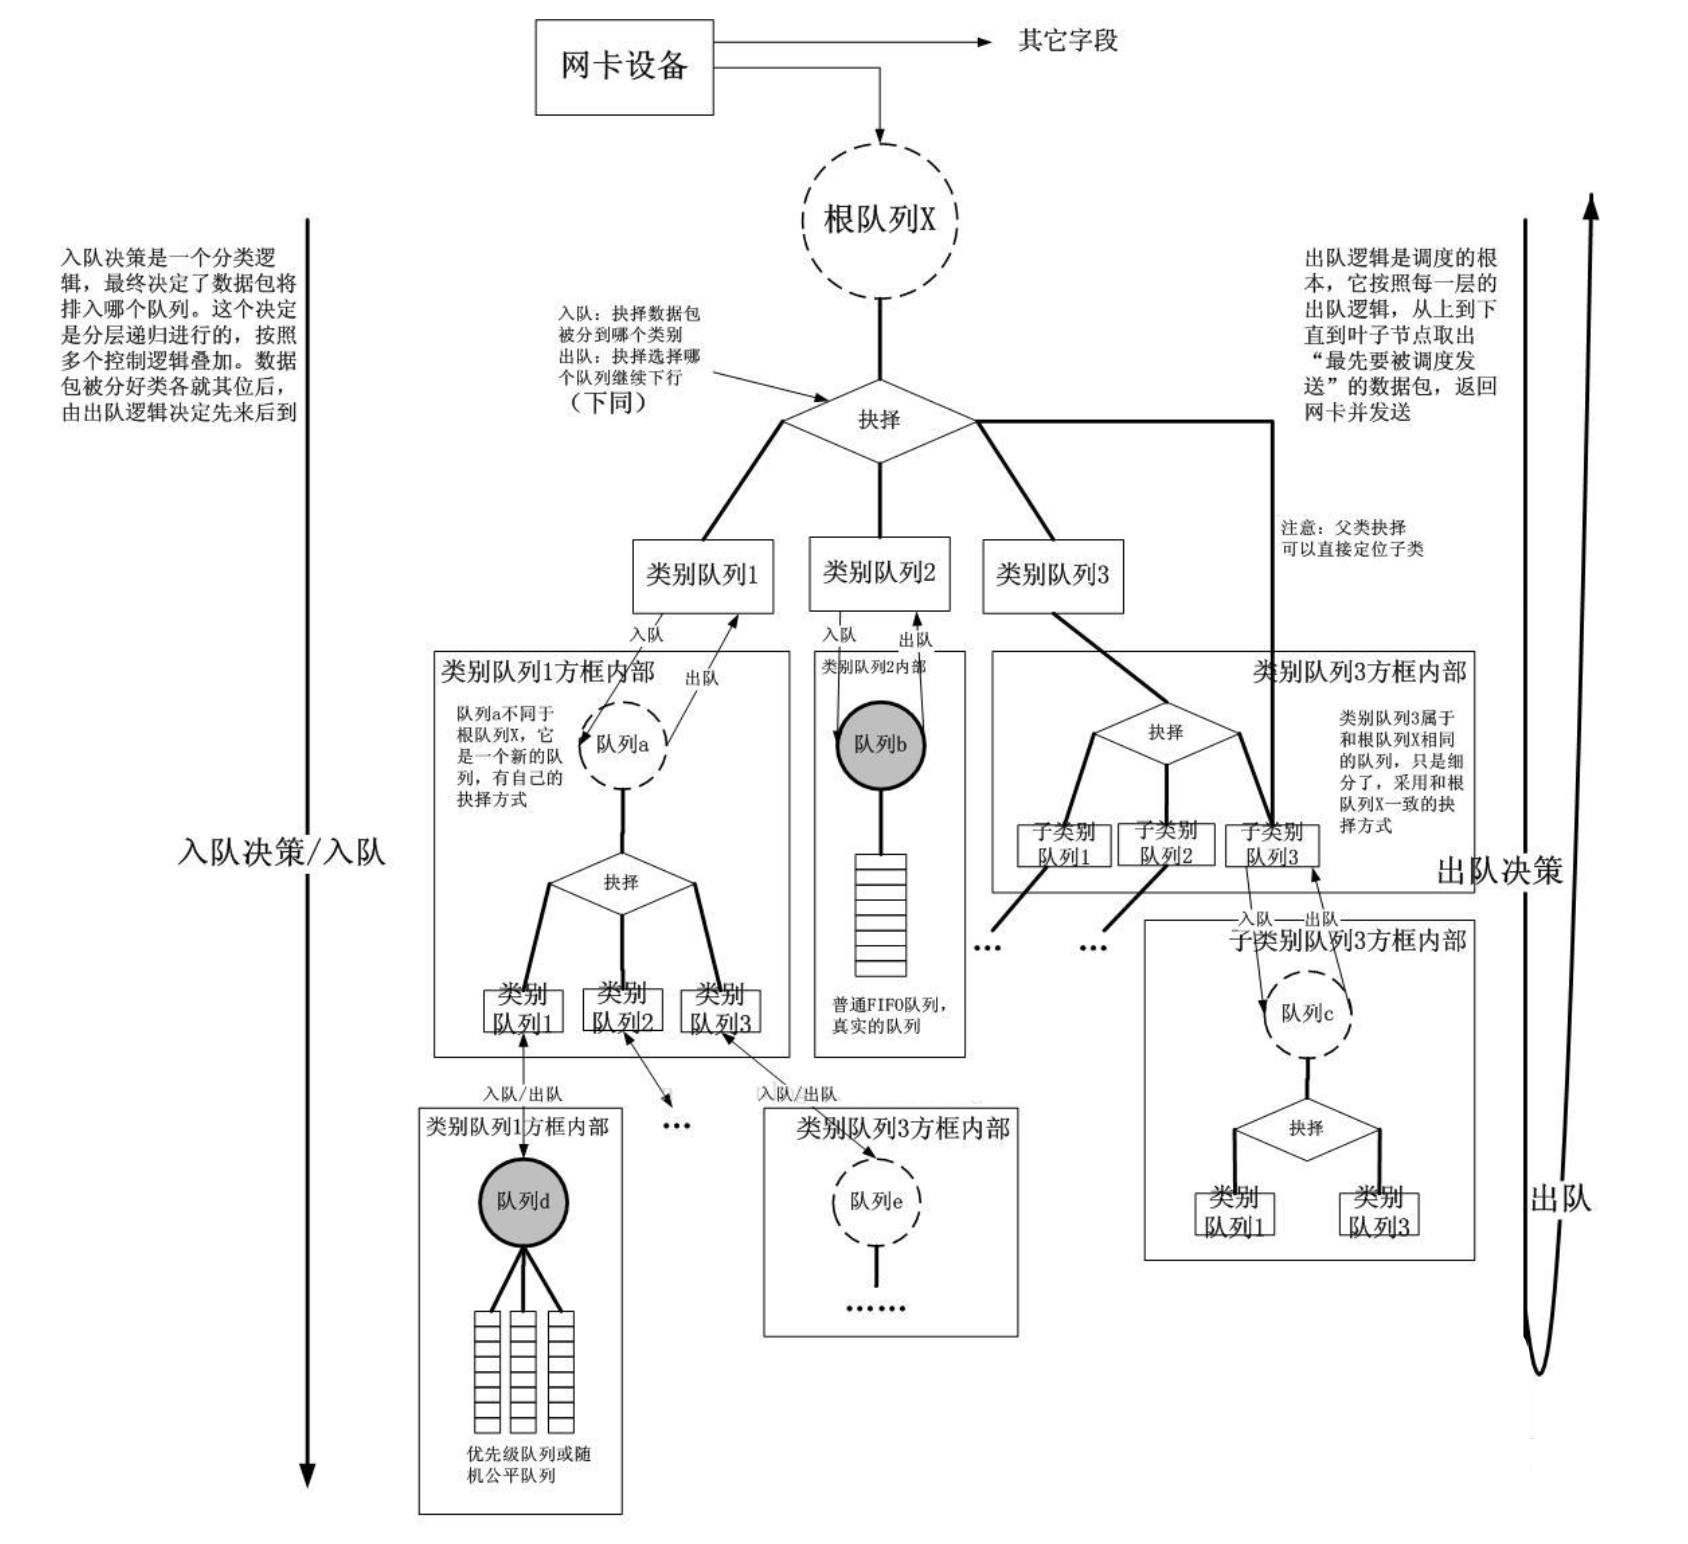 网卡设备
其它字段
根队列X
入队决策是一个分类逻
辑，最终决定了数据包将
排入哪个队列。这个决定
是分层递归进行的，按照
多个控制逻辑叠加。数据
包被分好类各就其位后，
由出队逻辑决定先来后到
入队：抉择数据包
被分到哪个类别
出队：抉择选择哪
个队列继续下行
（下同）
出队逻辑是调度的根
本，它按照每一层的
出队逻辑，从上到下
直到叶子节点取出
“最先要被调度发
送”的数据包，返回
网卡并发送
抉择
注意：父类抉择
可以直接定位子类
类别队列1
类别队列2
类别队列3
入队
出队
入队
出队
类别队列1方框内部
类别队列2内部
类别队列3方框内部
队列a不同于
根队列X，它
是一个新的队
列，有自己的
抉择方式
队列a
队列b
抉择
类别队列3属于
和根队列X相同
的队列，只是细
分了，采用和根
队列X一致的抉
择方式
子类别
队列1
子类别
队列2
子类别
队列3
入队决策/入队
出队决策
抉择
入队
出队
...
...
子类别队列3方框内部
类别
队列1
类别
队列2
类别
队列3
普通FIFO队列，
真实的队列
队列c
入队/出队
入队/出队
...
类别队列1方框内部
类别队列3方框内部
抉择
队列d
队列e
类别
队列1
类别
队列3
出队
......
优先级队列或随
机公平队列